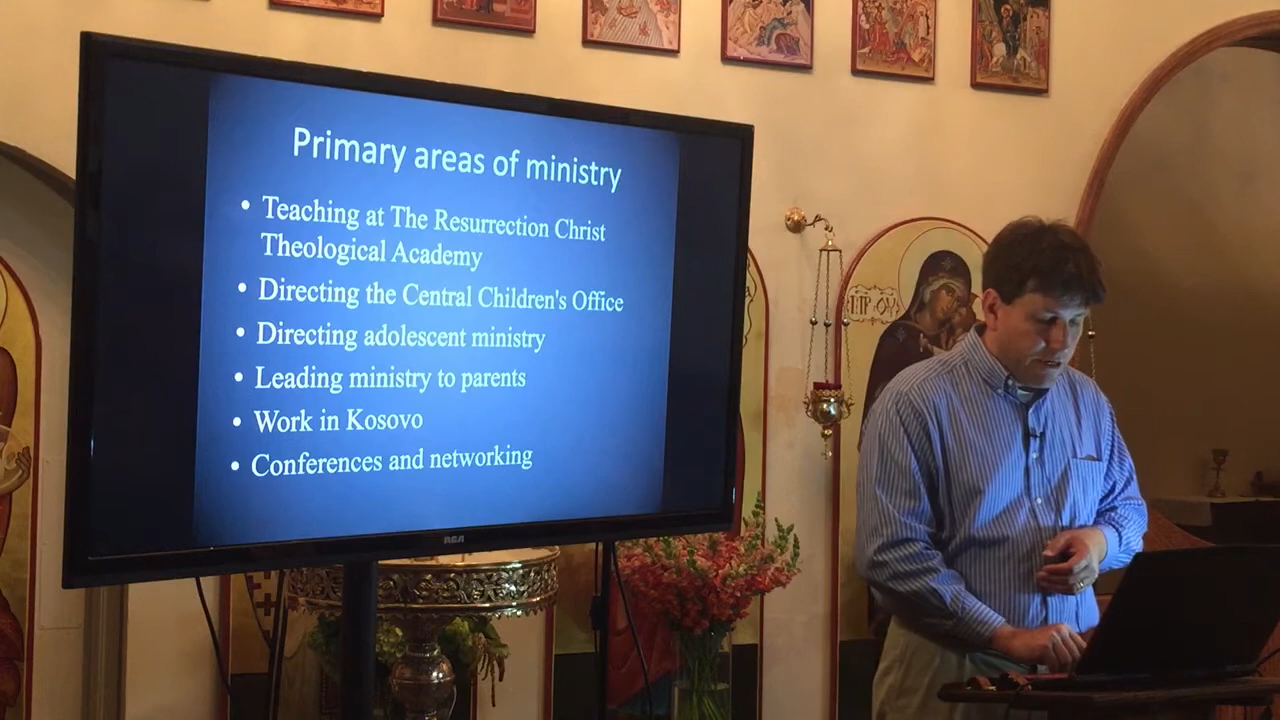 Primary areas of ministry
• Teaching at The Resurrection Christ
Theological Academy
• Directing the Central Children's Office
• Directing adolescent ministry
• Leading ministry to parents
• Work in Kosovo
• Conferences and networking
RCA